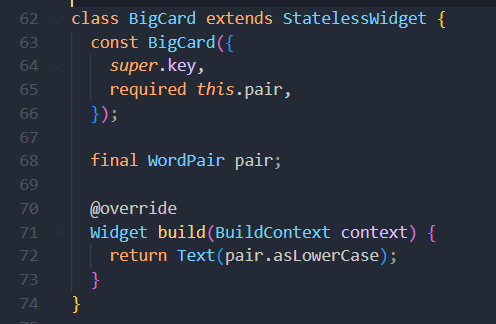 62 class BigCard extends StatelessWidget {
63   const BigCard({
64     super.key,
65     required this.pair,
66   });
67
68   final WordPair pair;
69
70   @override
71   Widget build(BuildContext context) {
72     return Text(pair.asLowerCase);
73   }
74 }